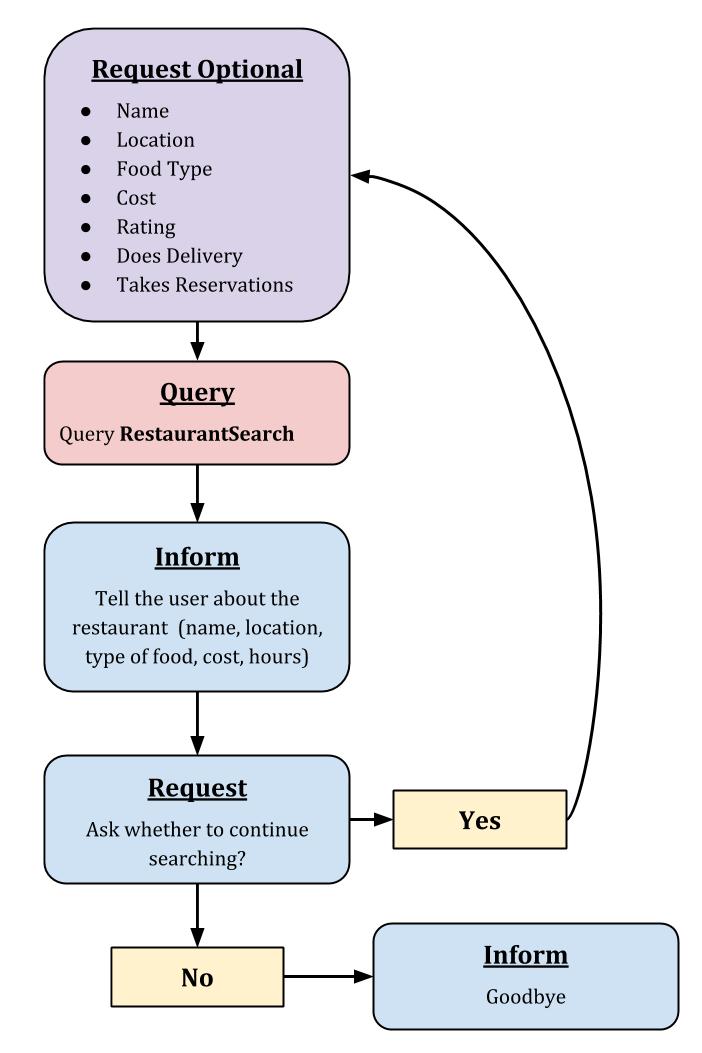 Request Optional
● Name
● Location
● Food Type
● Cost
● Rating
● Does Delivery
● Takes Reservations
Query
Query RestaurantSearch
Inform
Tell the user about the
restaurant (name, location,
type of food, cost, hours)
Request
Ask whether to continue
searching?
Yes
No
Inform
Goodbye